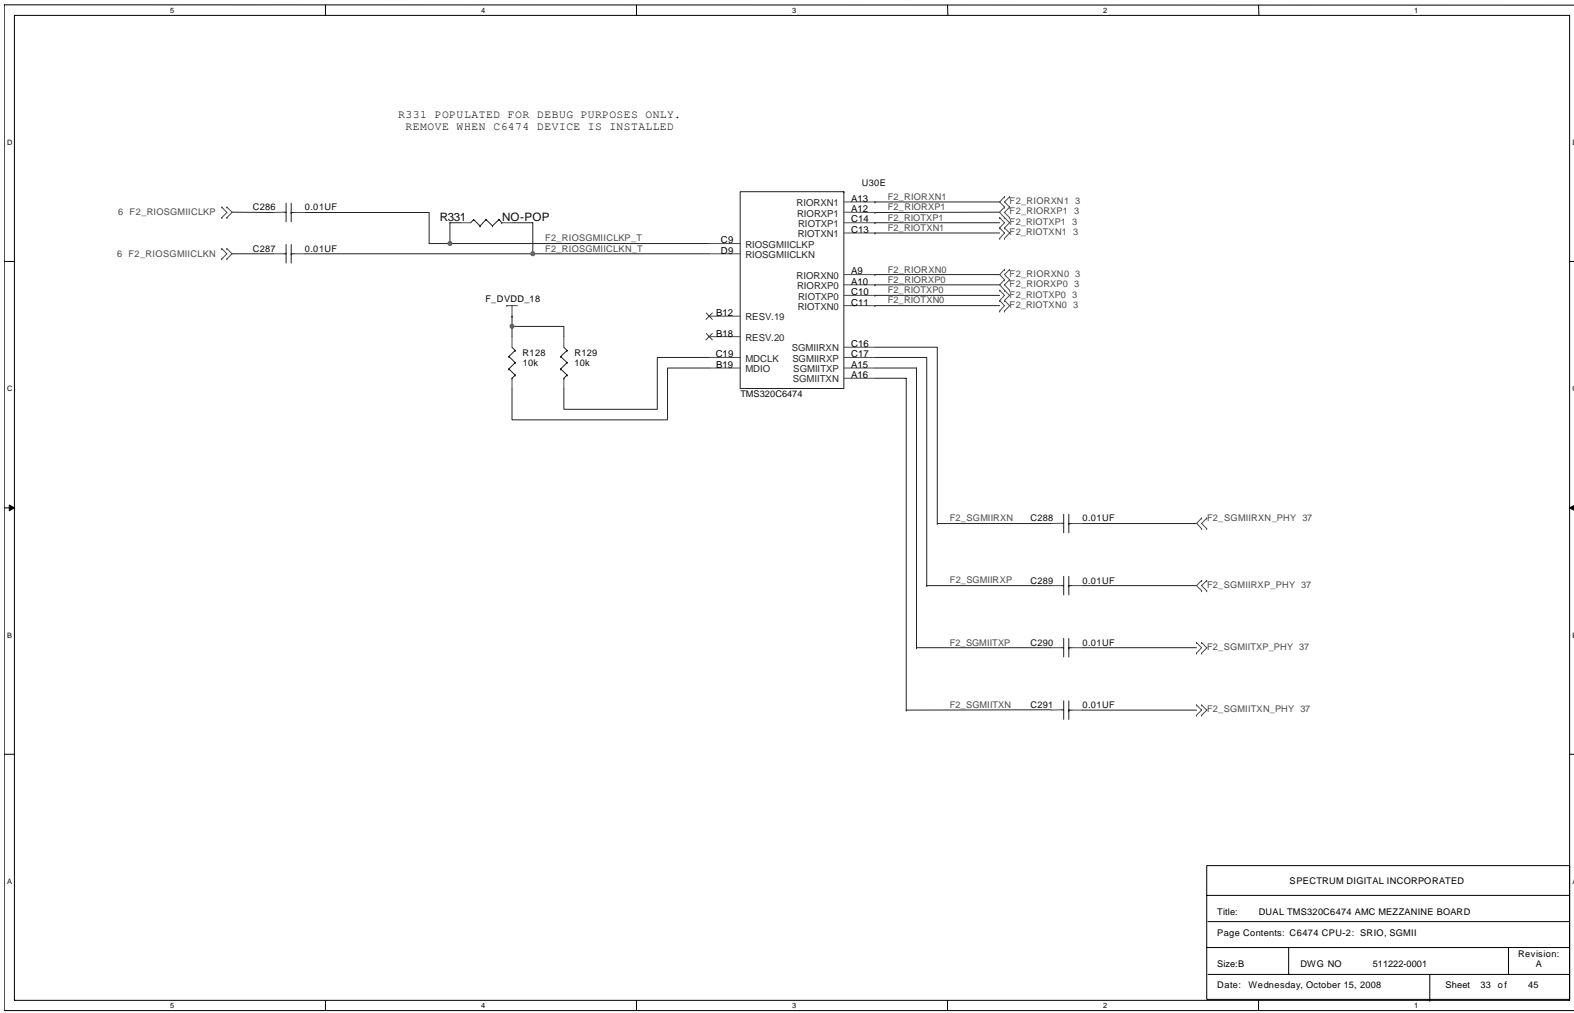 5 4 3 2 1
R331 POPULATED FOR DEBUG PURPOSES ONLY.
REMOVE WHEN C6474 DEVICE IS INSTALLED
D
C
B
A
6 F2_RIOSGMIICLKP C286 0.01UF
R331 NO-POP
6 F2_RIOSGMIICLKN C287 0.01UF
F2_RIOSGMIICLKP_T C9 RIOSGMIICLKP
F2_RIOSGMIICLKN_T D9 RIOSGMIICLKN
F_DVDD_18
R128
10k
R129
10k
B12 RESV.19
B18 RESV.20
C19 MDCLK
B19 MDIO
U30E
RIORXN1 A13 F2_RIORXN1 F2_RIORXN1 3
RIORXP1 A12 F2_RIORXP1 F2_RIORXP1 3
RIOTXP1 C14 F2_RIOTXP1 F2_RIOTXP1 3
RIOTXN1 C13 F2_RIOTXN1 F2_RIOTXN1 3
RIORXN0 A9 F2_RIORXN0 F2_RIORXN0 3
RIORXP0 A10 F2_RIORXP0 F2_RIORXP0 3
RIOTXP0 C10 F2_RIOTXP0 F2_RIOTXP0 3
RIOTXN0 C11 F2_RIOTXN0 F2_RIOTXN0 3
SGMIIRXN C16
SGMIIRXP C17
SGMIITXP A15
SGMIITXN A16
TMS320C6474
F2_SGMIIRXN C288 0.01UF F2_SGMIIRXN_PHY 37
F2_SGMIIRXP C289 0.01UF F2_SGMIIRXP_PHY 37
F2_SGMIITXP C290 0.01UF F2_SGMIITXP_PHY 37
F2_SGMIITXN C291 0.01UF F2_SGMIITXN_PHY 37
SPECTRUM DIGITAL INCORPORATED
Title: DUAL TMS320C6474 AMC MEZZANINE BOARD
Page Contents: C6474 CPU-2: SRIO, SGMII
Size:B DWG NO 511222-0001 Revision:
A
Date: Wednesday, October 15, 2008 Sheet 33 of 45
5 4 3 2 1